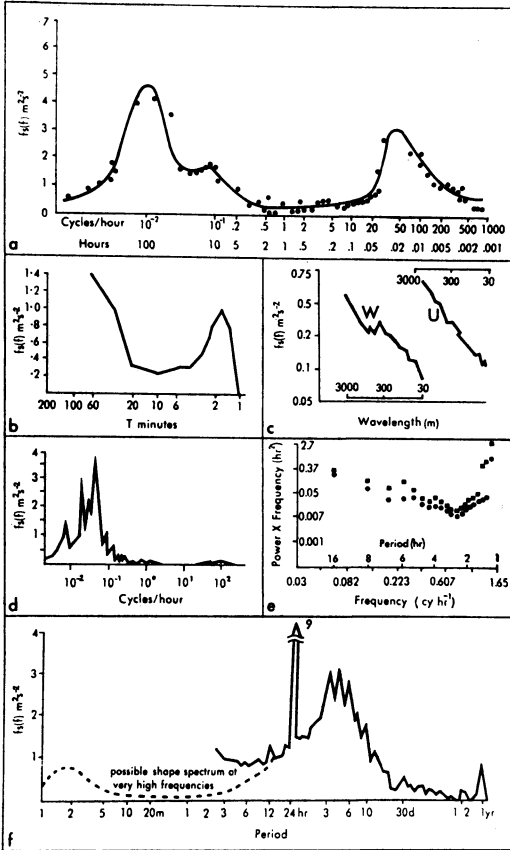 ·7
6
5
4
3
2
1
0
fs(f) m²s⁻²
Cycles/hour 10⁻² 10⁻¹ .2 .5 1 2 5 10 20 50 100 200 500 1000
Hours 100 10 5 2 1 .5 .2 .1 .05 .02 .01 .005 .002 .001
a
1·4
1·2
1·0
·8
·6
·4
·2
fs(f) m²s⁻²
200 100 60 20 10 6 2 1
T minutes
b
0.75
0.5
0.2
0.1
0.05
fs(f) m²s⁻²
3000 300 30
W U
3000 300 30
Wavelength (m)
c
4
3
2
1
fs(f) m²s⁻²
10⁻² 10⁻¹ 10⁰ 10¹ 10²
Cycles/hour
d
2.7
0.37
0.05
0.007
0.001
Power X Frequency (hr²)
Period (hr)
16 8 6 4 2 1
0.03 0.082 0.223 0.607 1.65
Frequency (cy hr⁻¹)
e
4
3
2
1
fs(f) m²s⁻²
9
possible shape spectrum at
very high frequencies
1 2 5 10 20m 1 2 3 6 12 24hr 3 6 10 30d 1 2 1yr
Period
f